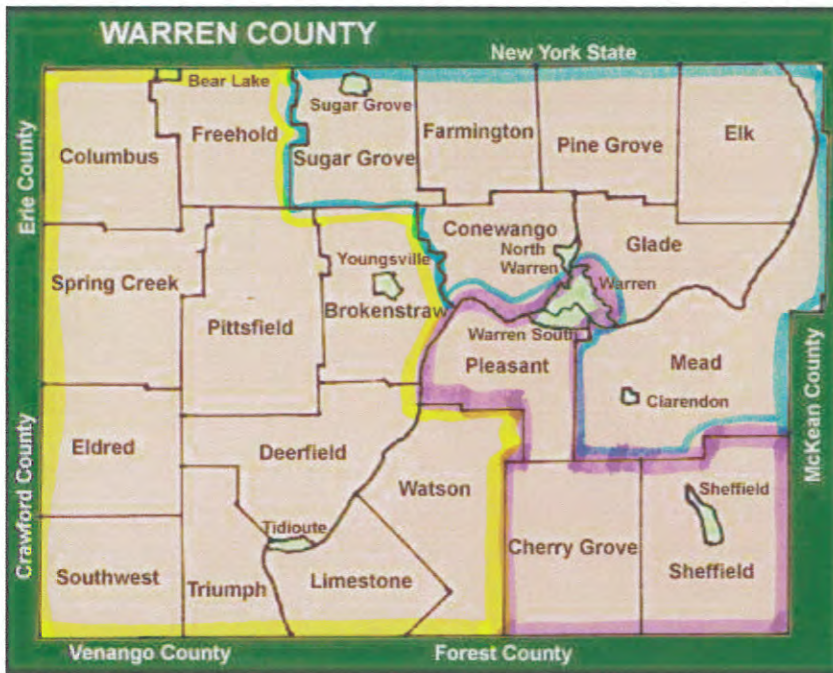 WARREN COUNTY
New York State
Bear Lake
Sugar Grove
Freehold
Farmington
Elk
Columbus
Sugar Grove
Pine Grove
Erie County
Conewango
North
Warren
Glade
Youngsville
Warren
Spring Creek
Brokenstraw
Pittsfield
Warren South
Pleasant
Mead
Clarendon
McKean County
Eldred
Deerfield
Watson
Sheffield
Crawford County
Tidioute
Cherry Grove
Southwest
Triumph
Limestone
Sheffield
Venango County
Forest County